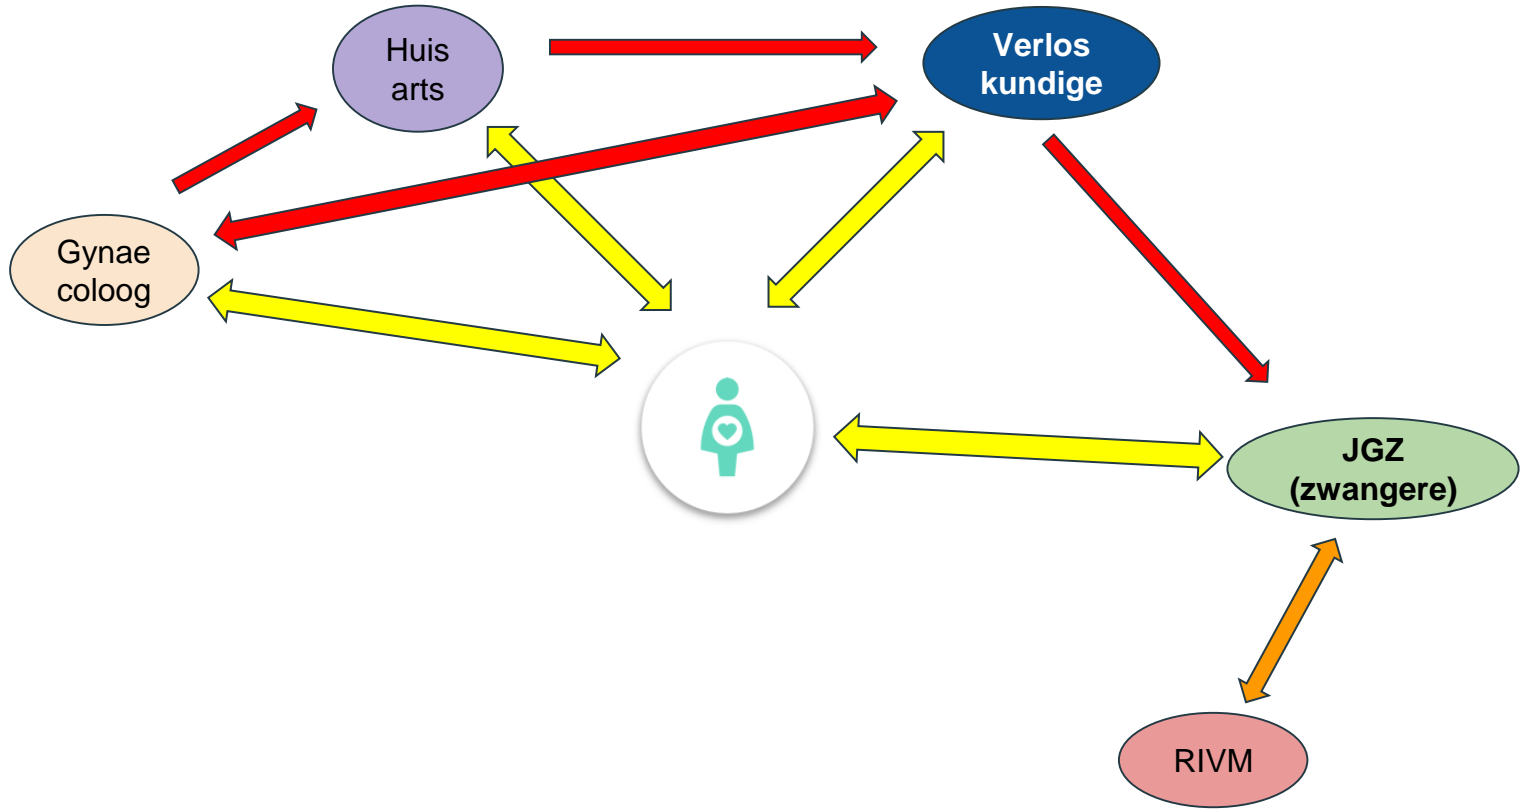 Huis
arts
Verlos
kundige
Gynae
coloog
JGZ
(zwangere)
RIVM